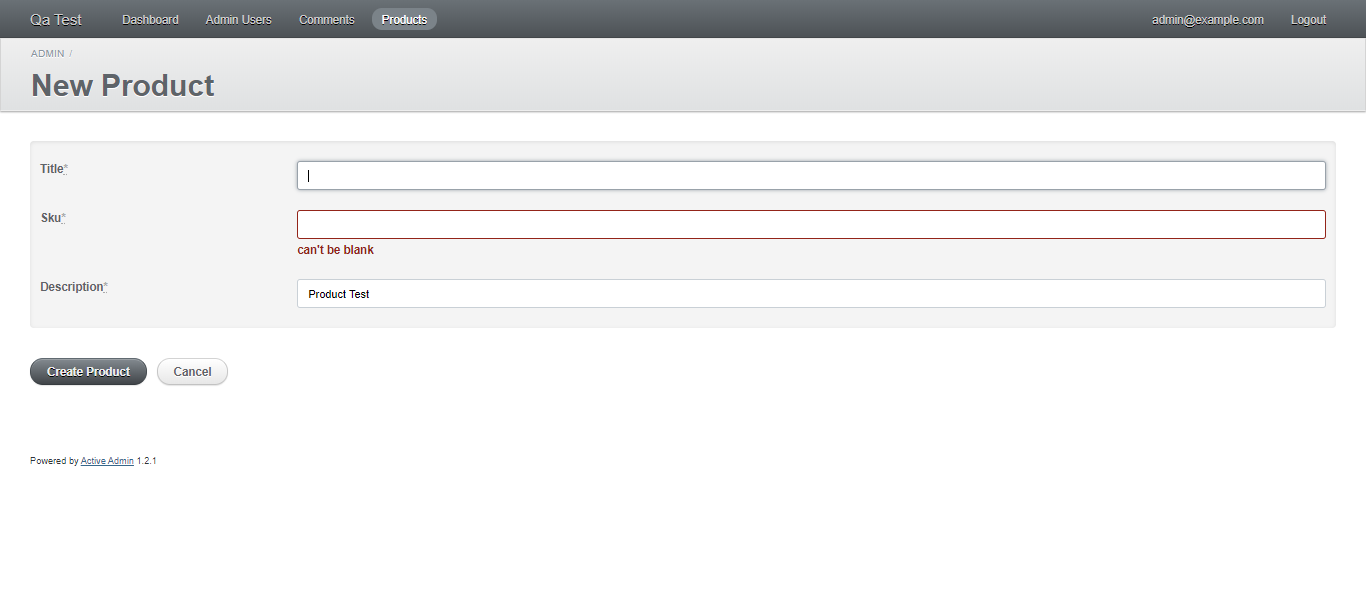 Qa Test Dashboard Admin Users Comments Products admin@example.com Logout
ADMIN /
New Product
Title*
Sku*
can't be blank
Description* Product Test
Create Product Cancel
Powered by Active Admin 1.2.1